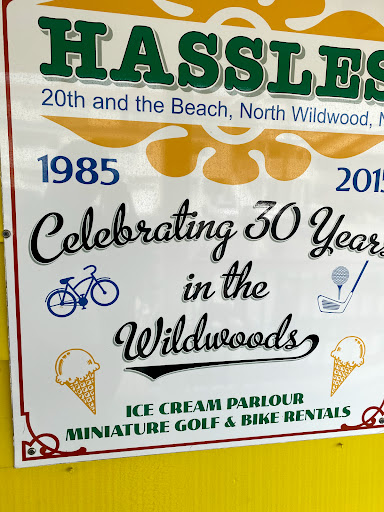 HASSLES
20th and the Beach, North Wildwood, N
1985 2015
Celebrating 30 Years
in the
Wildwoods
ICE CREAM PARLOUR
MINIATURE GOLF & BIKE RENTALS